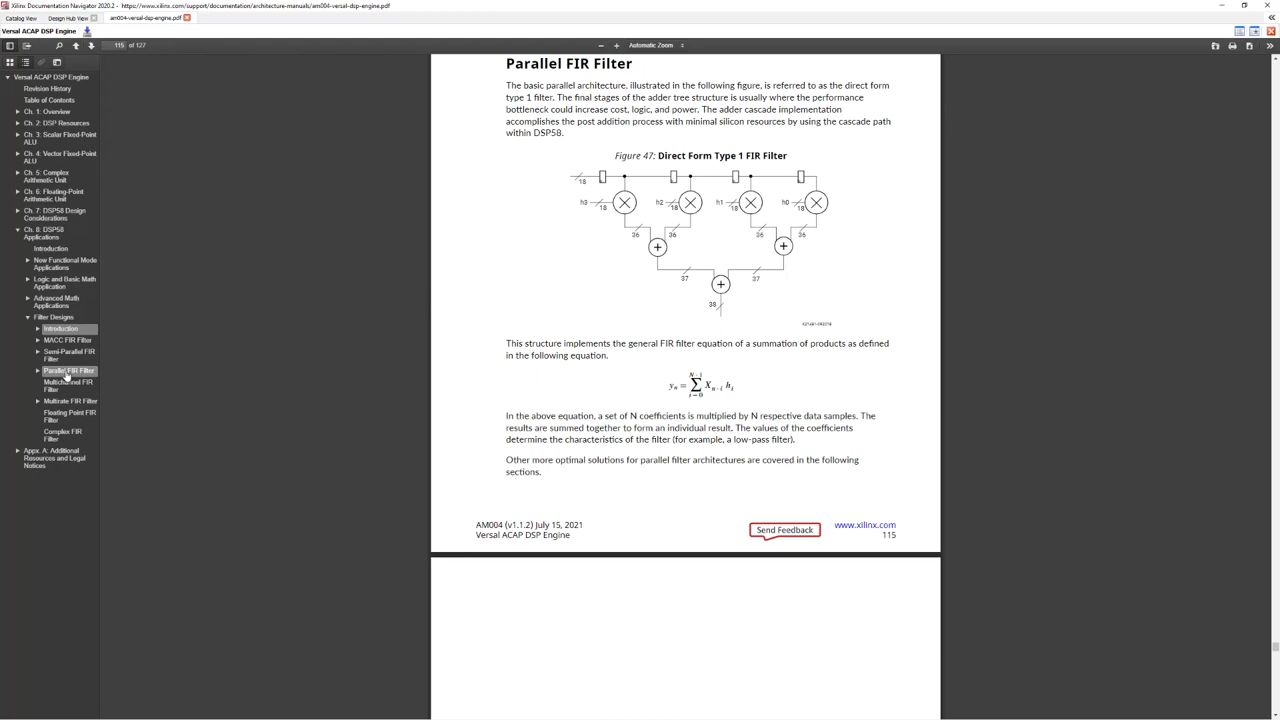 Xilinx Documentation Navigator 2020.2 - https://www.xilinx.com/support/documentation/architecture-manuals/am004-versal-dsp-engine.pdf
Catalog View
Design Hub View
am004-versal-dsp-engine.pdf
Versal ACAP DSP Engine
115 of 127
Automatic Zoom
Versal ACAP DSP Engine
Revision History
Table of Contents
Ch. 1: Overview
Ch. 2: DSP Resources
Ch. 3: Scalar Fixed-Point
ALU
Ch. 4: Vector Fixed-Point
ALU
Ch. 5: Complex
Arithmetic Unit
Ch. 6: Floating-Point
Arithmetic Unit
Ch. 7: DSP58 Design
Considerations
Ch. 8: DSP58
Applications
Introduction
New Functional Mode
Applications
Logic and Basic Math
Application
Advanced Math
Applications
Filter Designs
Introduction
MACC FIR Filter
Semi-Parallel FIR
Filter
Parallel FIR Filter
Multichannel FIR
Filter
Multirate FIR Filter
Floating Point FIR
Filter
Complex FIR
Filter
Appx. A: Additional
Resources and Legal
Notices
Parallel FIR Filter
The basic parallel architecture, illustrated in the following figure, is referred to as the direct form
type 1 filter. The final stages of the adder tree structure is usually where the performance
bottleneck could increase cost, logic, and power. The adder cascade implementation
accomplishes the post addition process with minimal silicon resources by using the cascade path
within DSP58.
Figure 47: Direct Form Type 1 FIR Filter
18
h3 18 h2 18 h1 18 h0 18
36 36 36 36
37 37
38
This structure implements the general FIR filter equation of a summation of products as defined
in the following equation.
yn = N-1 ∑ i=0 Xn-i hi
In the above equation, a set of N coefficients is multiplied by N respective data samples. The
results are summed together to form an individual result. The values of the coefficients
determine the characteristics of the filter (for example, a low-pass filter).
Other more optimal solutions for parallel filter architectures are covered in the following
sections.
AM004 (v1.1.2) July 15, 2021
Versal ACAP DSP Engine
Send Feedback
www.xilinx.com
115